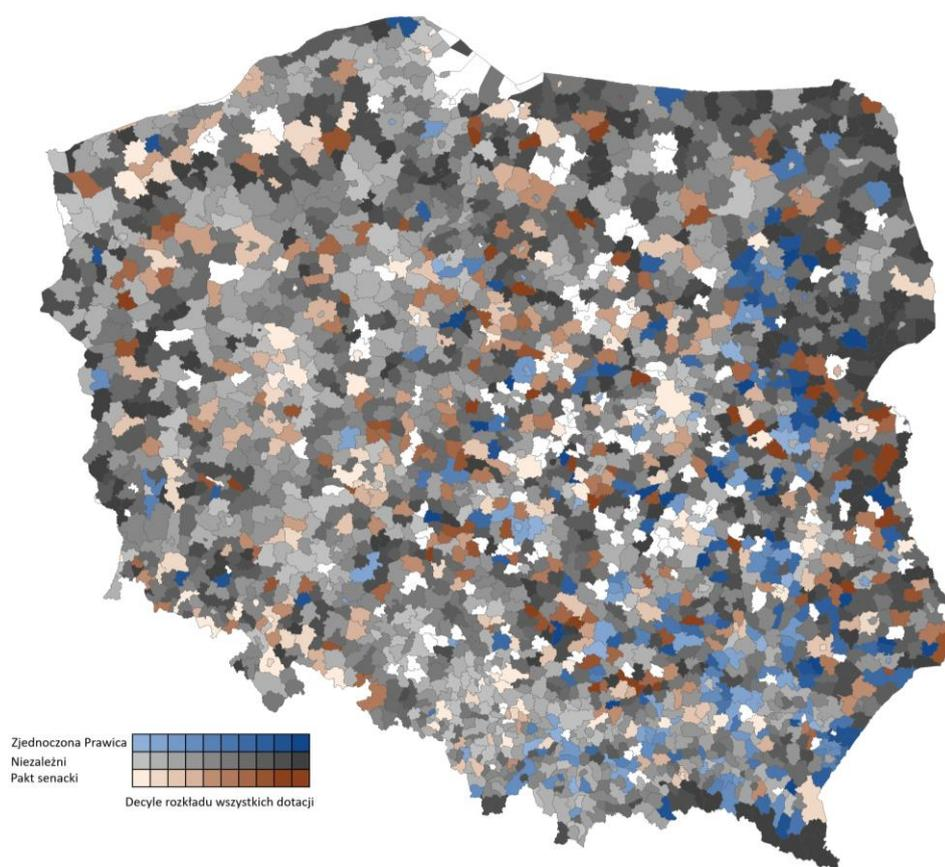 Zjednoczona Prawica
Niezależni
Pakt senacki
Decyle rozkładu wszystkich dotacji